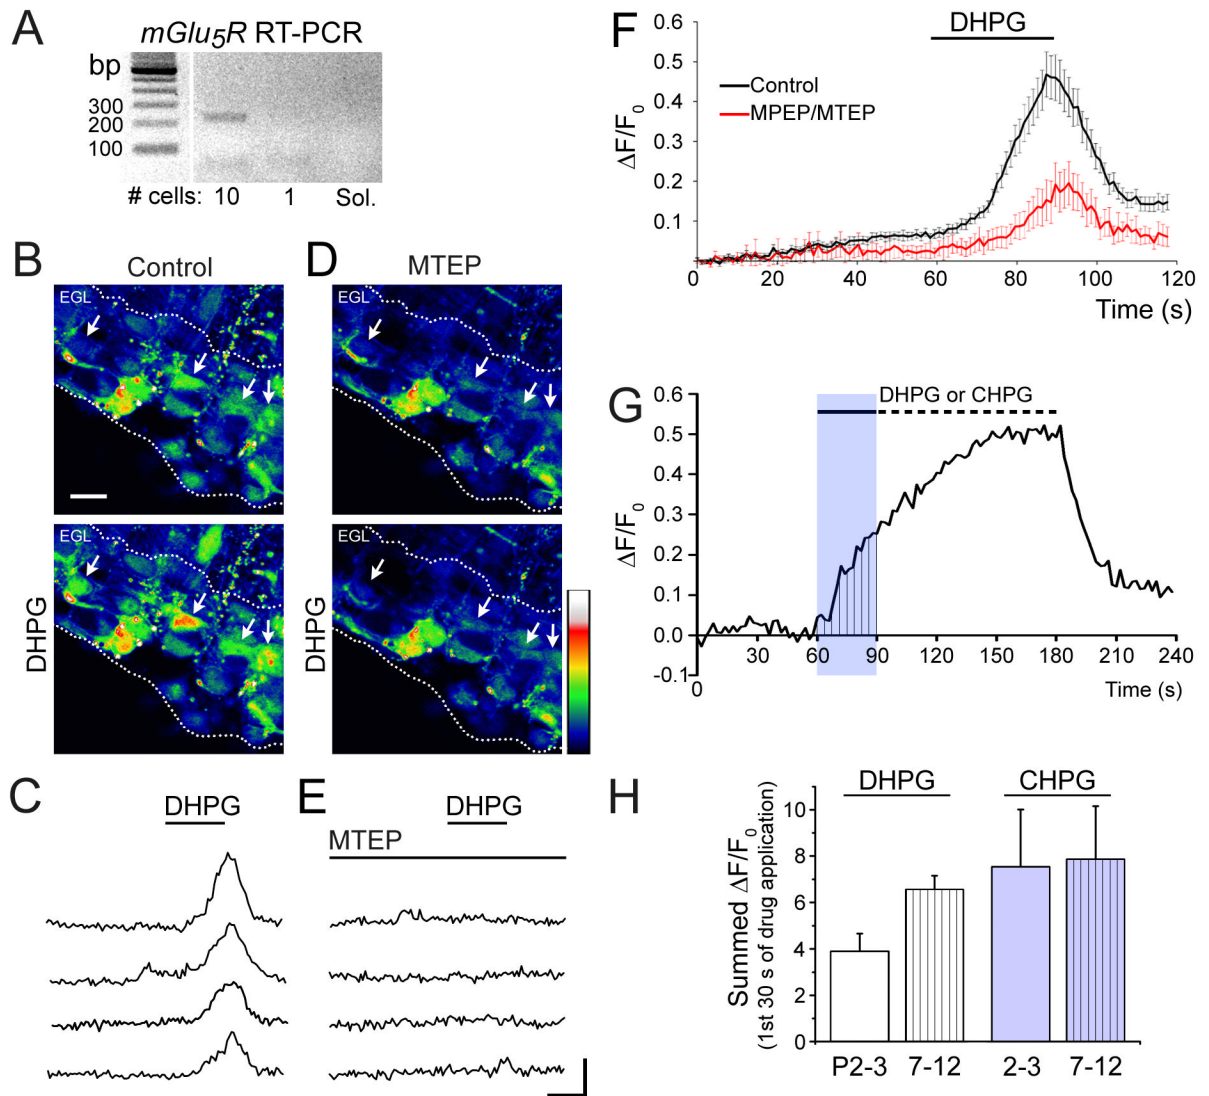 A
mGlu5R RT-PCR
bp
300
200
100
# cells: 10 1 Sol.
B
Control
EGL
EGL
DHPG
D
MTEP
EGL
EGL
DHPG
C
DHPG
E
DHPG
MTEP
F
DHPG
Control
MPEP/MTEP
ΔF/F0
0.6
0.5
0.4
0.3
0.2
0.1
0 20 40 60 80 100 120
Time (s)
G
DHPG or CHPG
ΔF/F0
0.6
0.5
0.4
0.3
0.2
0.1
0.0
-0.1
0 30 60 90 120 150 180 210 240
Time (s)
H
DHPG CHPG
Summed ΔF/F0
(1st 30 s of drug application)
10
8
6
4
2
0
P2-3 7-12 2-3 7-12